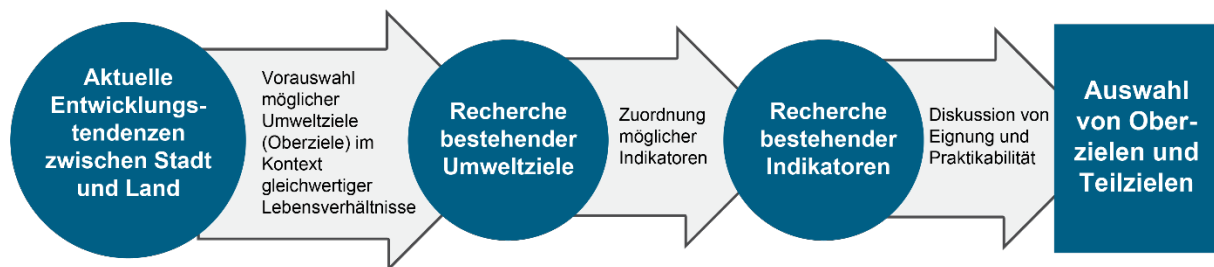 Aktuelle
Entwicklungs-
tendenzen
zwischen Stadt
und Land
Vorauswahl
möglicher
Umweltziele
(Oberziele) im
Kontext
gleichwertiger
Lebensverhältnisse
Recherche
bestehender
Umweltziele
Zuordnung
möglicher
Indikatoren
Recherche
bestehender
Indikatoren
Diskussion von
Eignung und
Praktikabilität
Auswahl
von Ober-
zielen und
Teilzielen